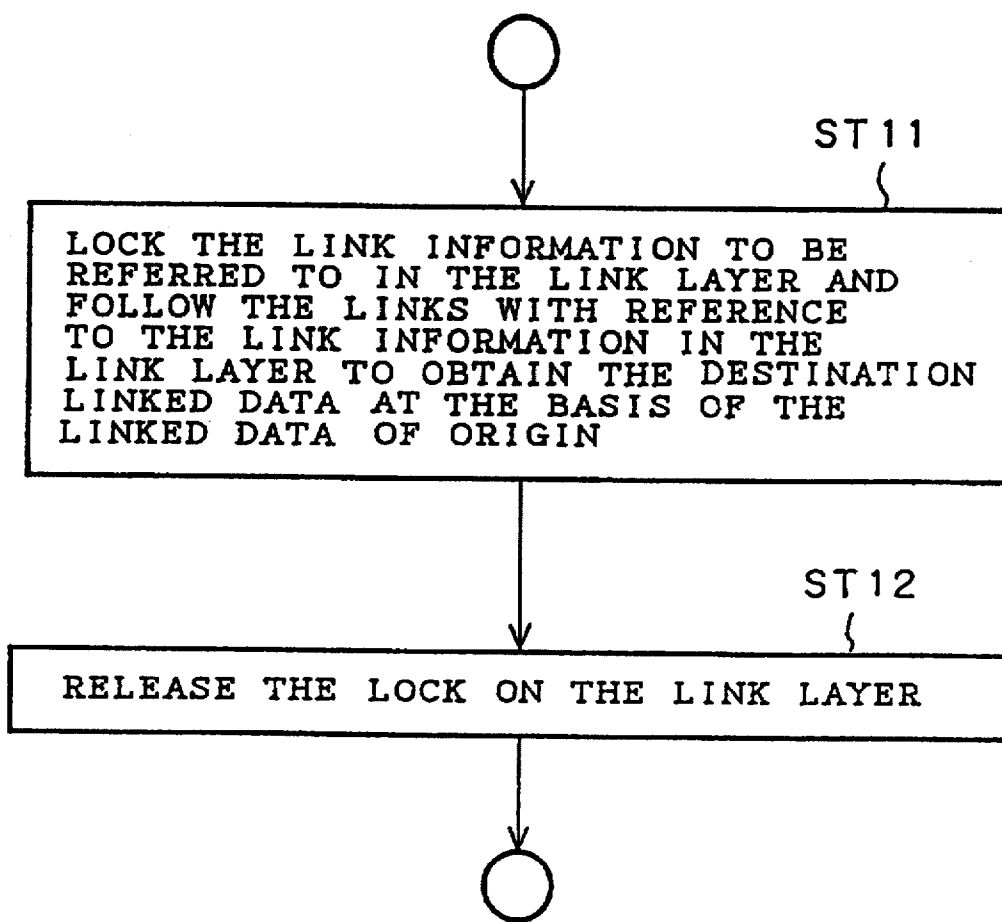 ST11
LOCK THE LINK INFORMATION TO BE
REFERRED TO IN THE LINK LAYER AND
FOLLOW THE LINKS WITH REFERENCE
TO THE LINK INFORMATION IN THE
LINK LAYER TO OBTAIN THE DESTINATION
LINKED DATA AT THE BASIS OF THE
LINKED DATA OF ORIGIN
ST12
RELEASE THE LOCK ON THE LINK LAYER